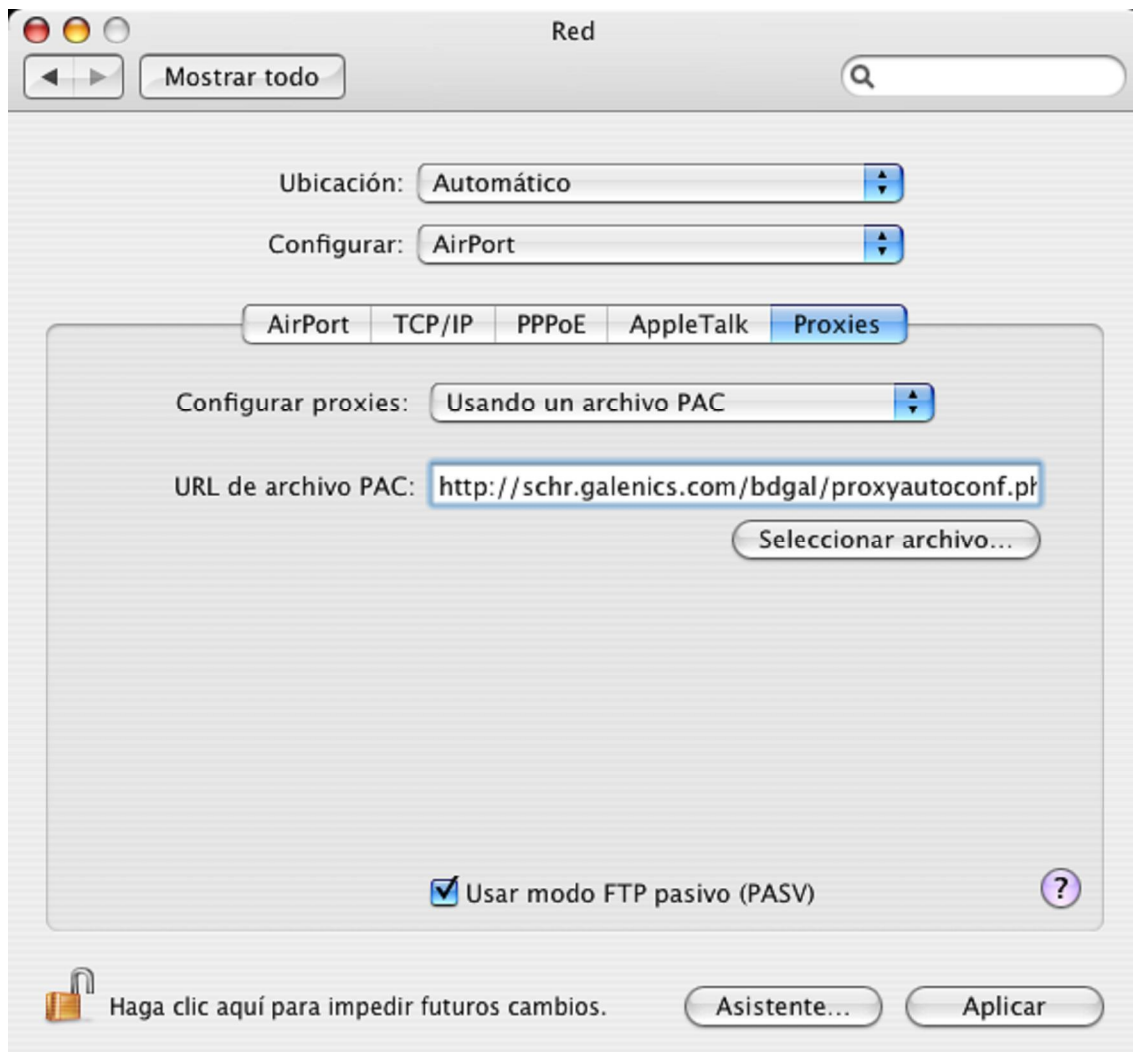 Red
Mostrar todo
Ubicación: Automático
Configurar: AirPort
AirPort TCP/IP PPPoE AppleTalk Proxies
Configurar proxies: Usando un archivo PAC
URL de archivo PAC: http://schr.galenics.com/bdgal/proxyautoconf.ph
Seleccionar archivo...
Usar modo FTP pasivo (PASV) ?
Haga clic aquí para impedir futuros cambios. Asistente... Aplicar